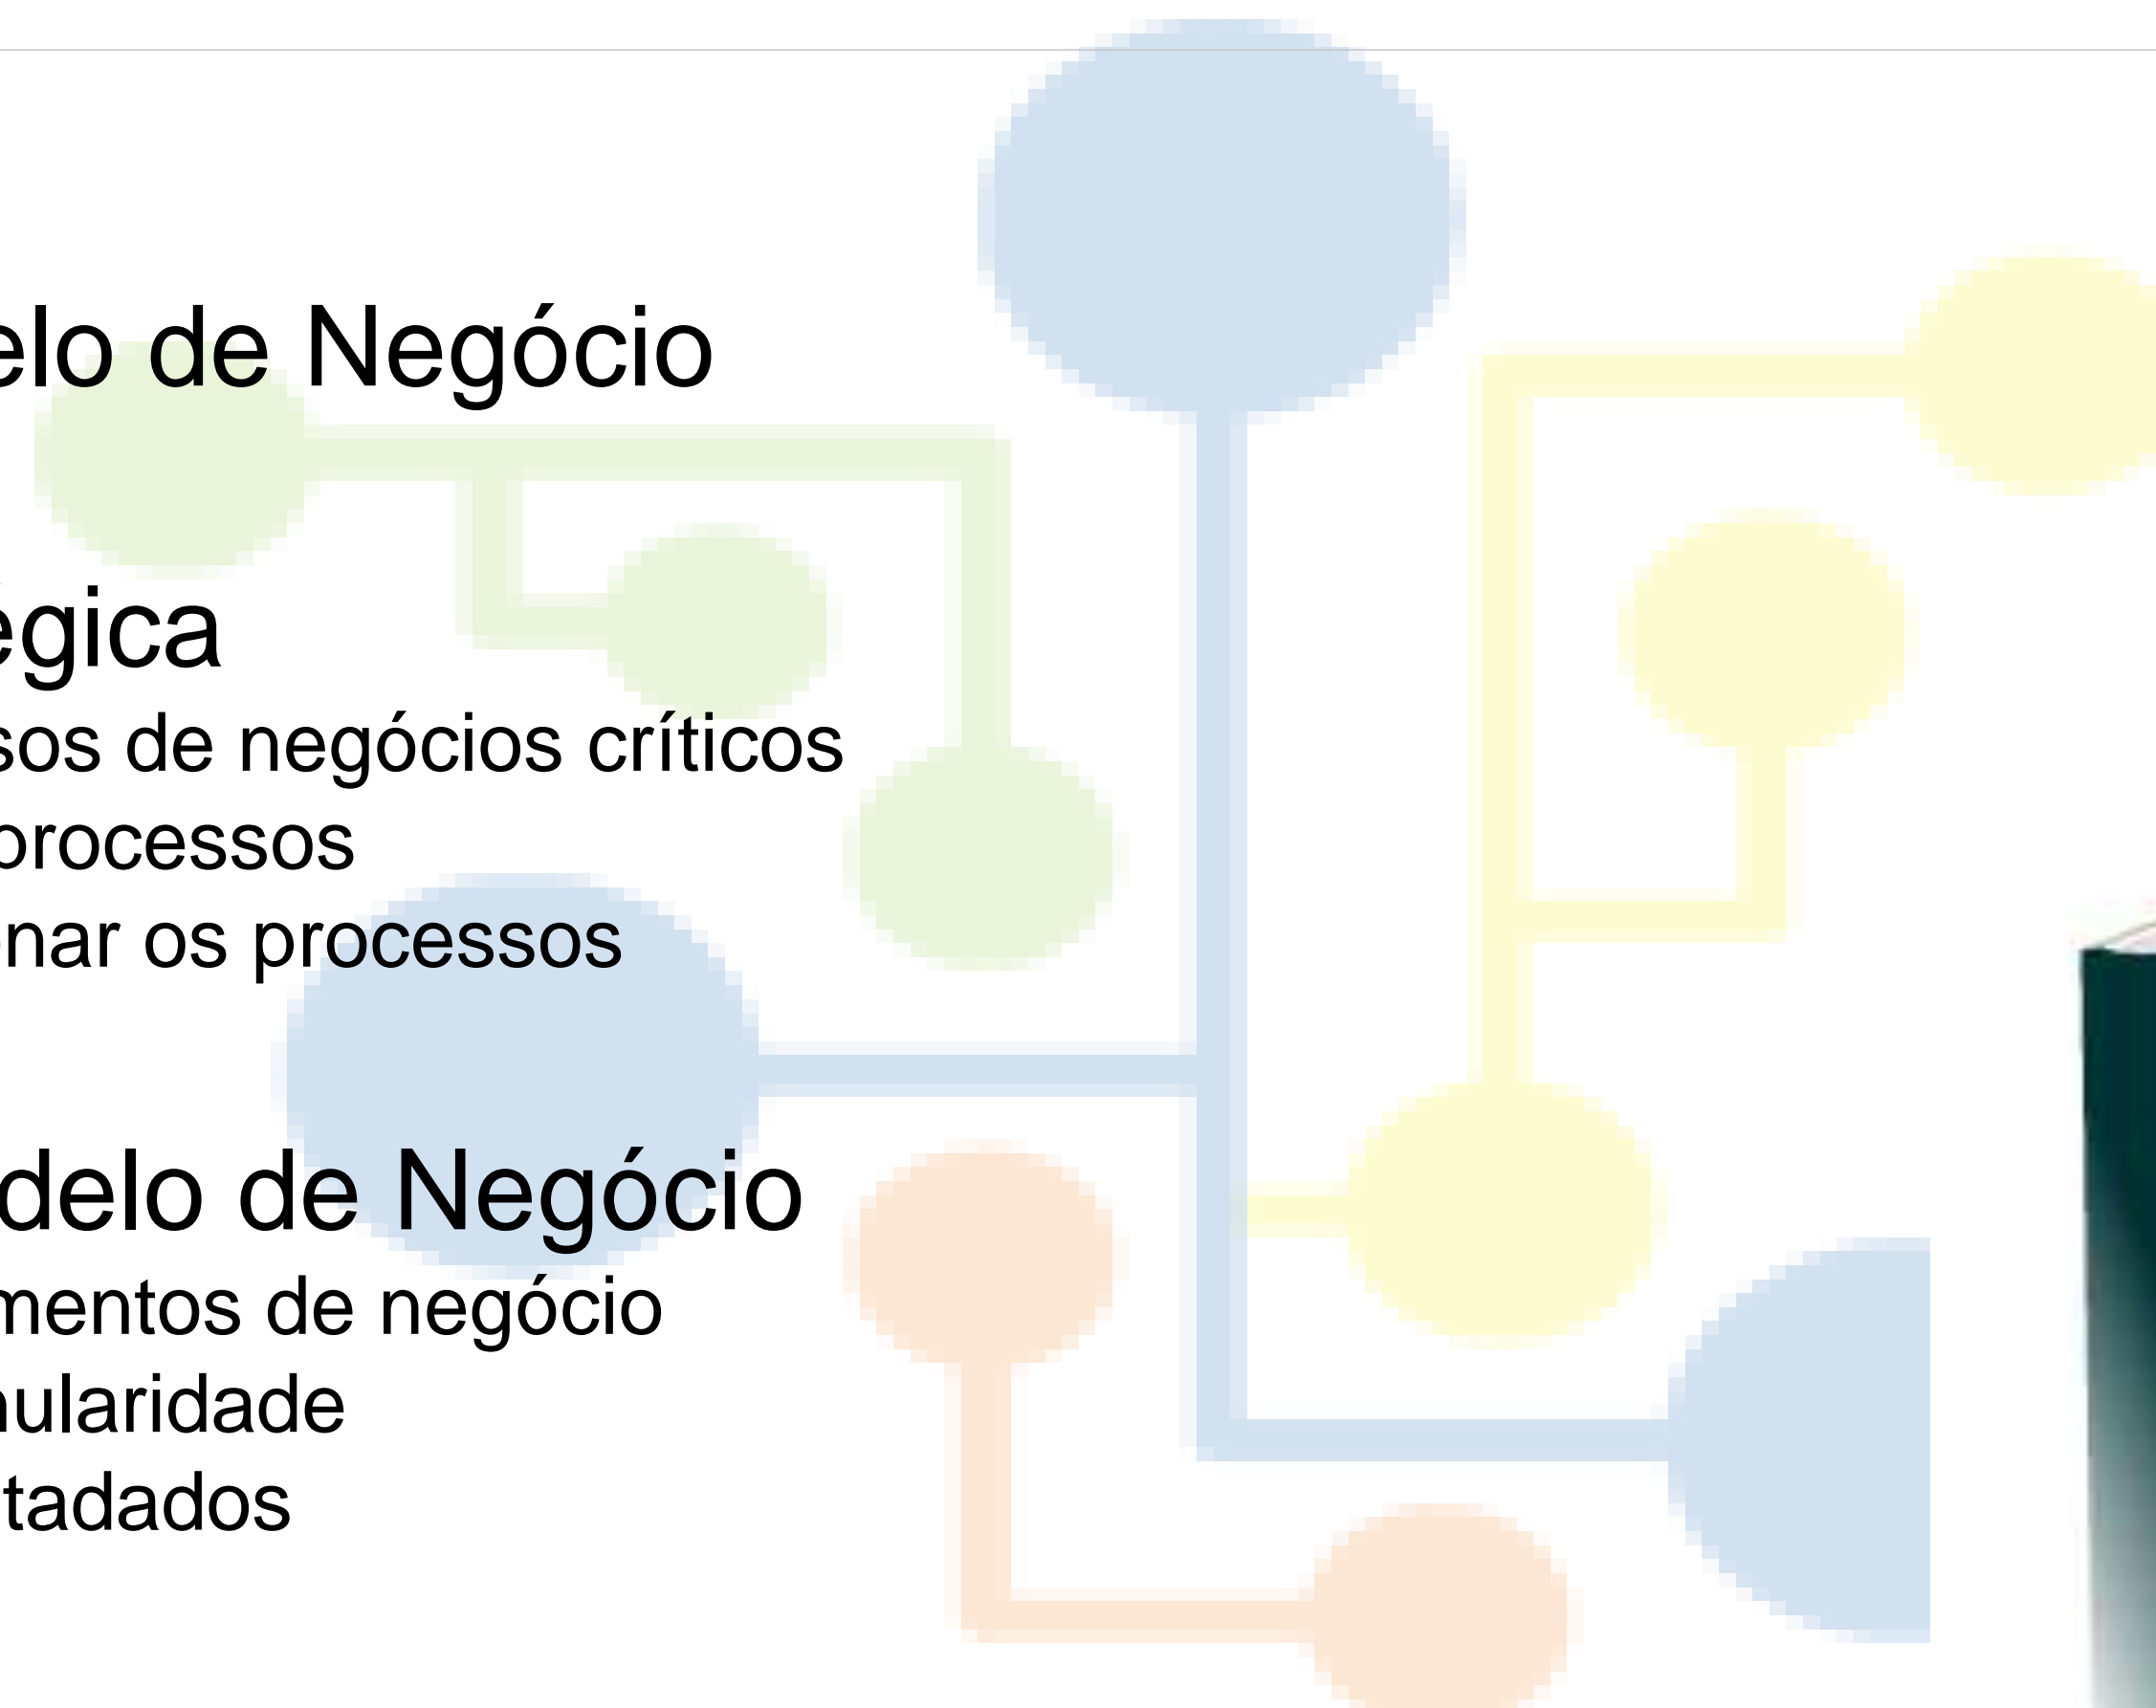 elo de Negócio
égica
sos de negócios críticos
processos
nar os processos
delo de Negócio
mentos de negócio
nularidade
tadados